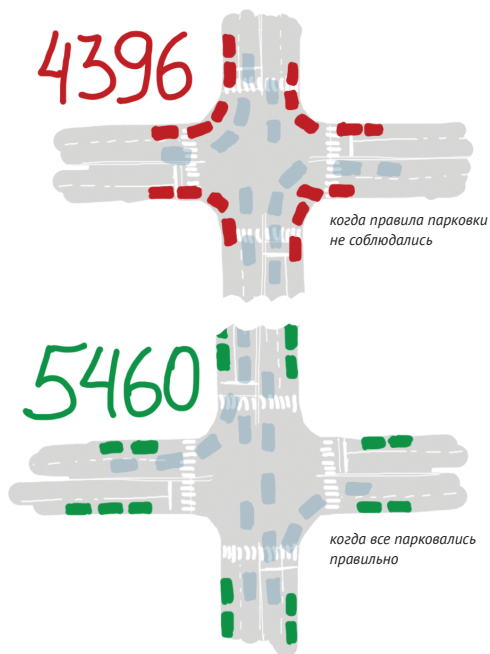 4396
когда правила парковки
не соблюдались
5460
когда все парковались
правильно